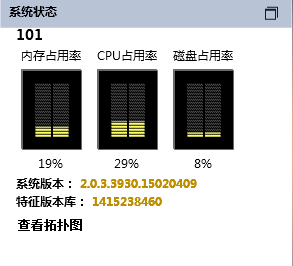 系统状态
101
内存占用率 CPU占用率 磁盘占用率
19% 29% 8%
系统版本： 2.0.3.3930.15020409
特征版本库： 1415238460
查看拓扑图